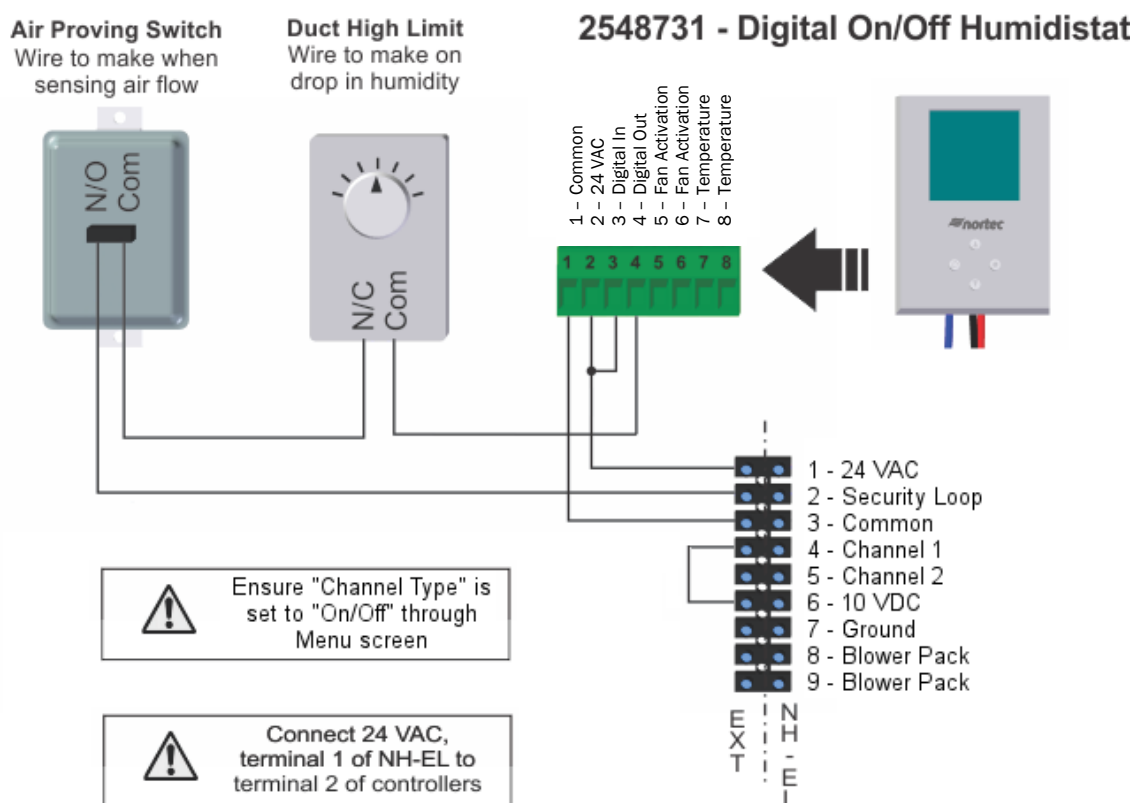 Air Proving Switch
Wire to make when
sensing air flow
Duct High Limit
Wire to make on
drop in humidity
2548731 - Digital On/Off Humidistat
N/O
Com
N/C
Com
1 – Common
2 – 24 VAC
3 – Digital In
4 – Digital Out
5 – Fan Activation
6 – Fan Activation
7 – Temperature
8 – Temperature
1 2 3 4 5 6 7 8
nortec
1 - 24 VAC
2 - Security Loop
3 - Common
4 - Channel 1
5 - Channel 2
6 - 10 VDC
7 - Ground
8 - Blower Pack
9 - Blower Pack
EXT
NH-EL
Ensure "Channel Type" is
set to "On/Off" through
Menu screen
Connect 24 VAC,
terminal 1 of NH-EL to
terminal 2 of controllers